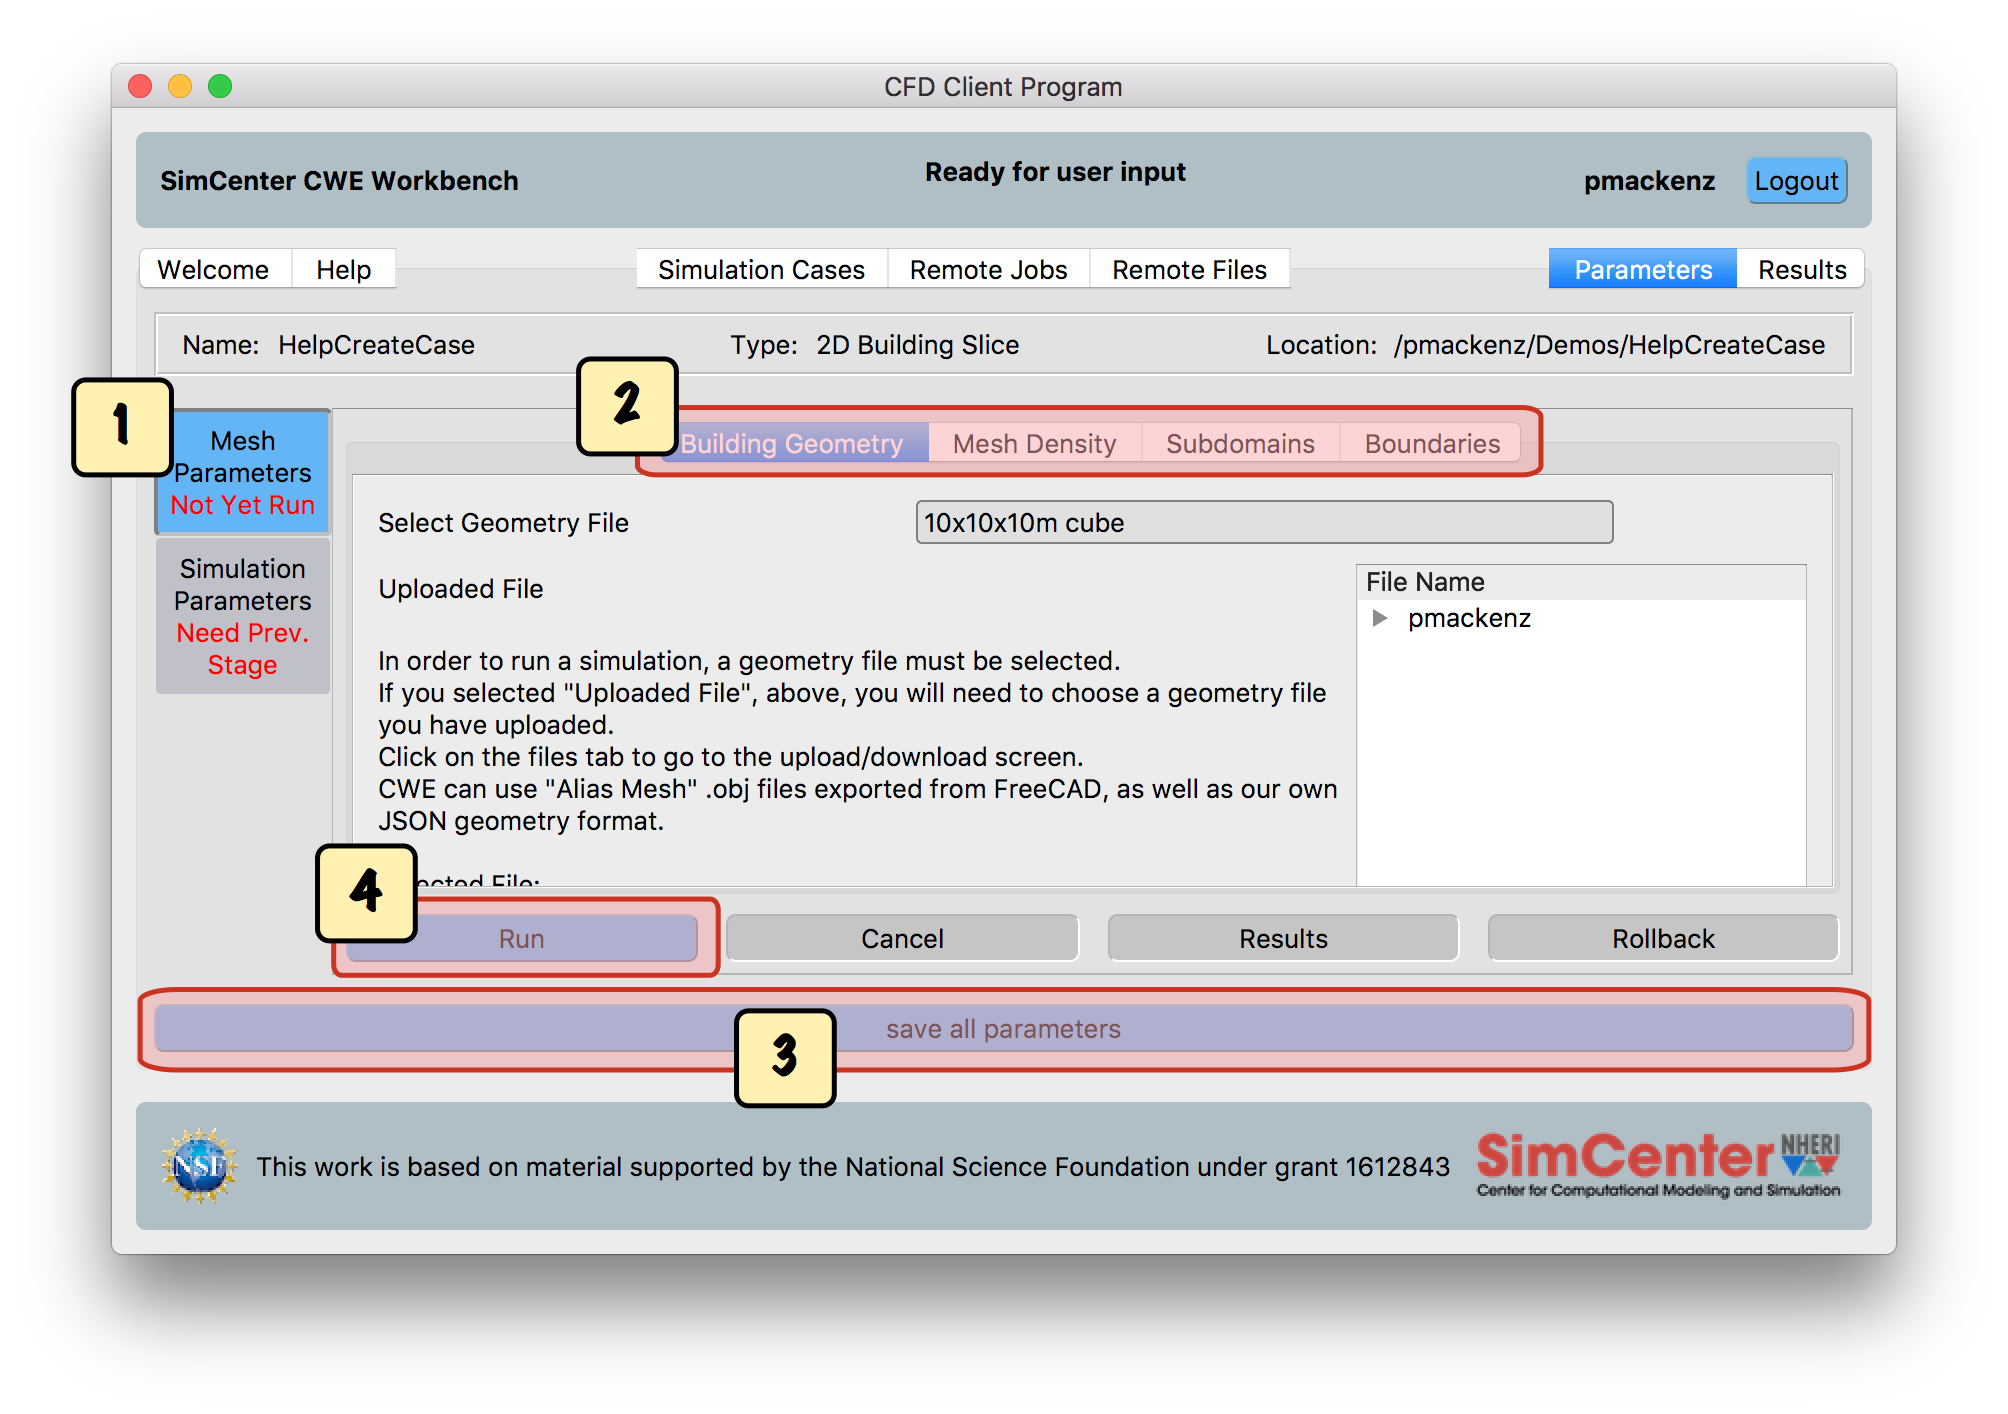 CFD Client Program
SimCenter CWE Workbench
Ready for user input
pmackenz
Logout
Welcome
Help
Simulation Cases
Remote Jobs
Remote Files
Parameters
Results
Name: HelpCreateCase
Type: 2D Building Slice
Location: /pmackenz/Demos/HelpCreateCase
1
Mesh
Parameters
Not Yet Run
Simulation
Parameters
Need Prev.
Stage
2
Building Geometry
Mesh Density
Subdomains
Boundaries
Select Geometry File
10x10x10m cube
Uploaded File
File Name
pmackenz
In order to run a simulation, a geometry file must be selected.
If you selected "Uploaded File", above, you will need to choose a geometry file
you have uploaded.
Click on the files tab to go to the upload/download screen.
CWE can use "Alias Mesh" .obj files exported from FreeCAD, as well as our own
JSON geometry format.
File:
4
Run
Cancel
Results
Rollback
save all parameters
3
NSF
This work is based on material supported by the National Science Foundation under grant 1612843
SimCenter NHERI
Center for Computational Modeling and Simulation